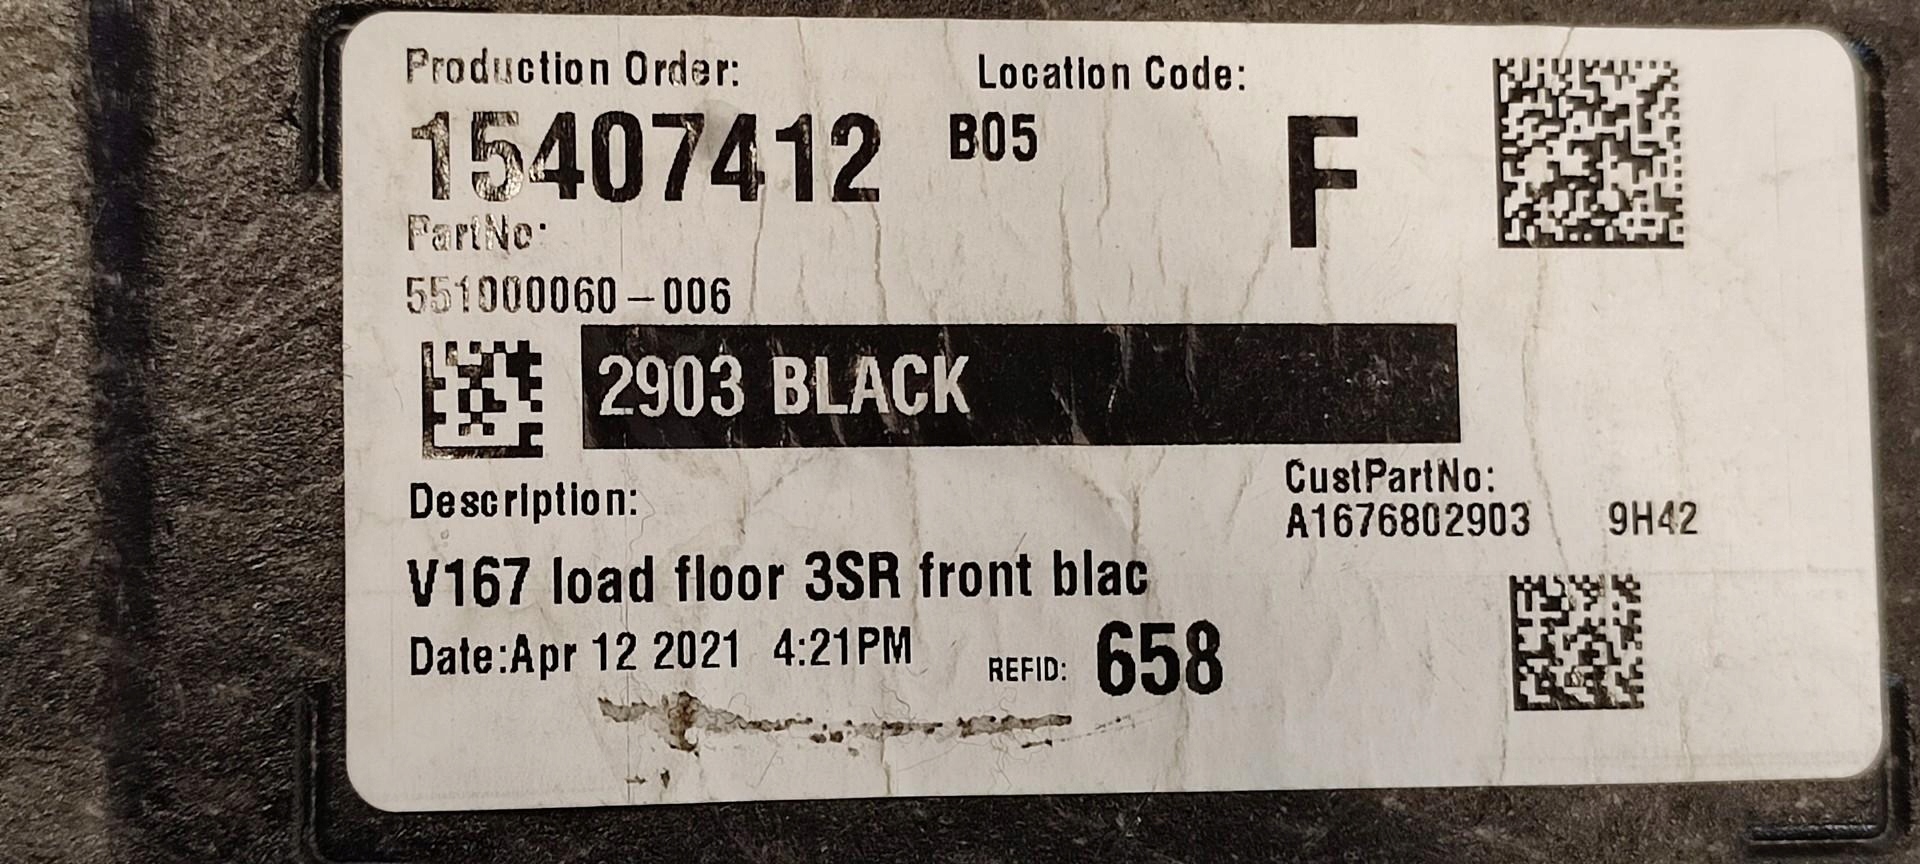 Production Order:
Location Code:
15407412 B05 F
PartNo:
551000060-006
2903 BLACK
Description:
CustPartNo:
A1676802903 9H42
V167 load floor 3SR front blac
Date:Apr 12 2021 4:21PM
REFID: 658